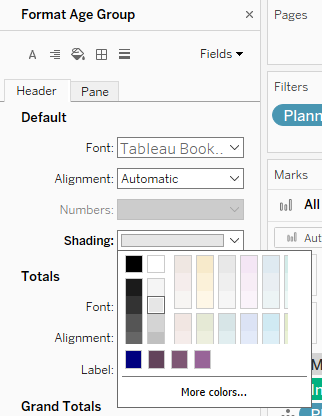 Format Age Group
Pages
Fields
Header
Pane
Filters
Default
Plann
Font:
Tableau Book...
Marks
Alignment:
Automatic
All
Numbers:
Aut
Shading:
Totals
Font:
Alignment:
Label:
M
In
More colors...
Grand Totals